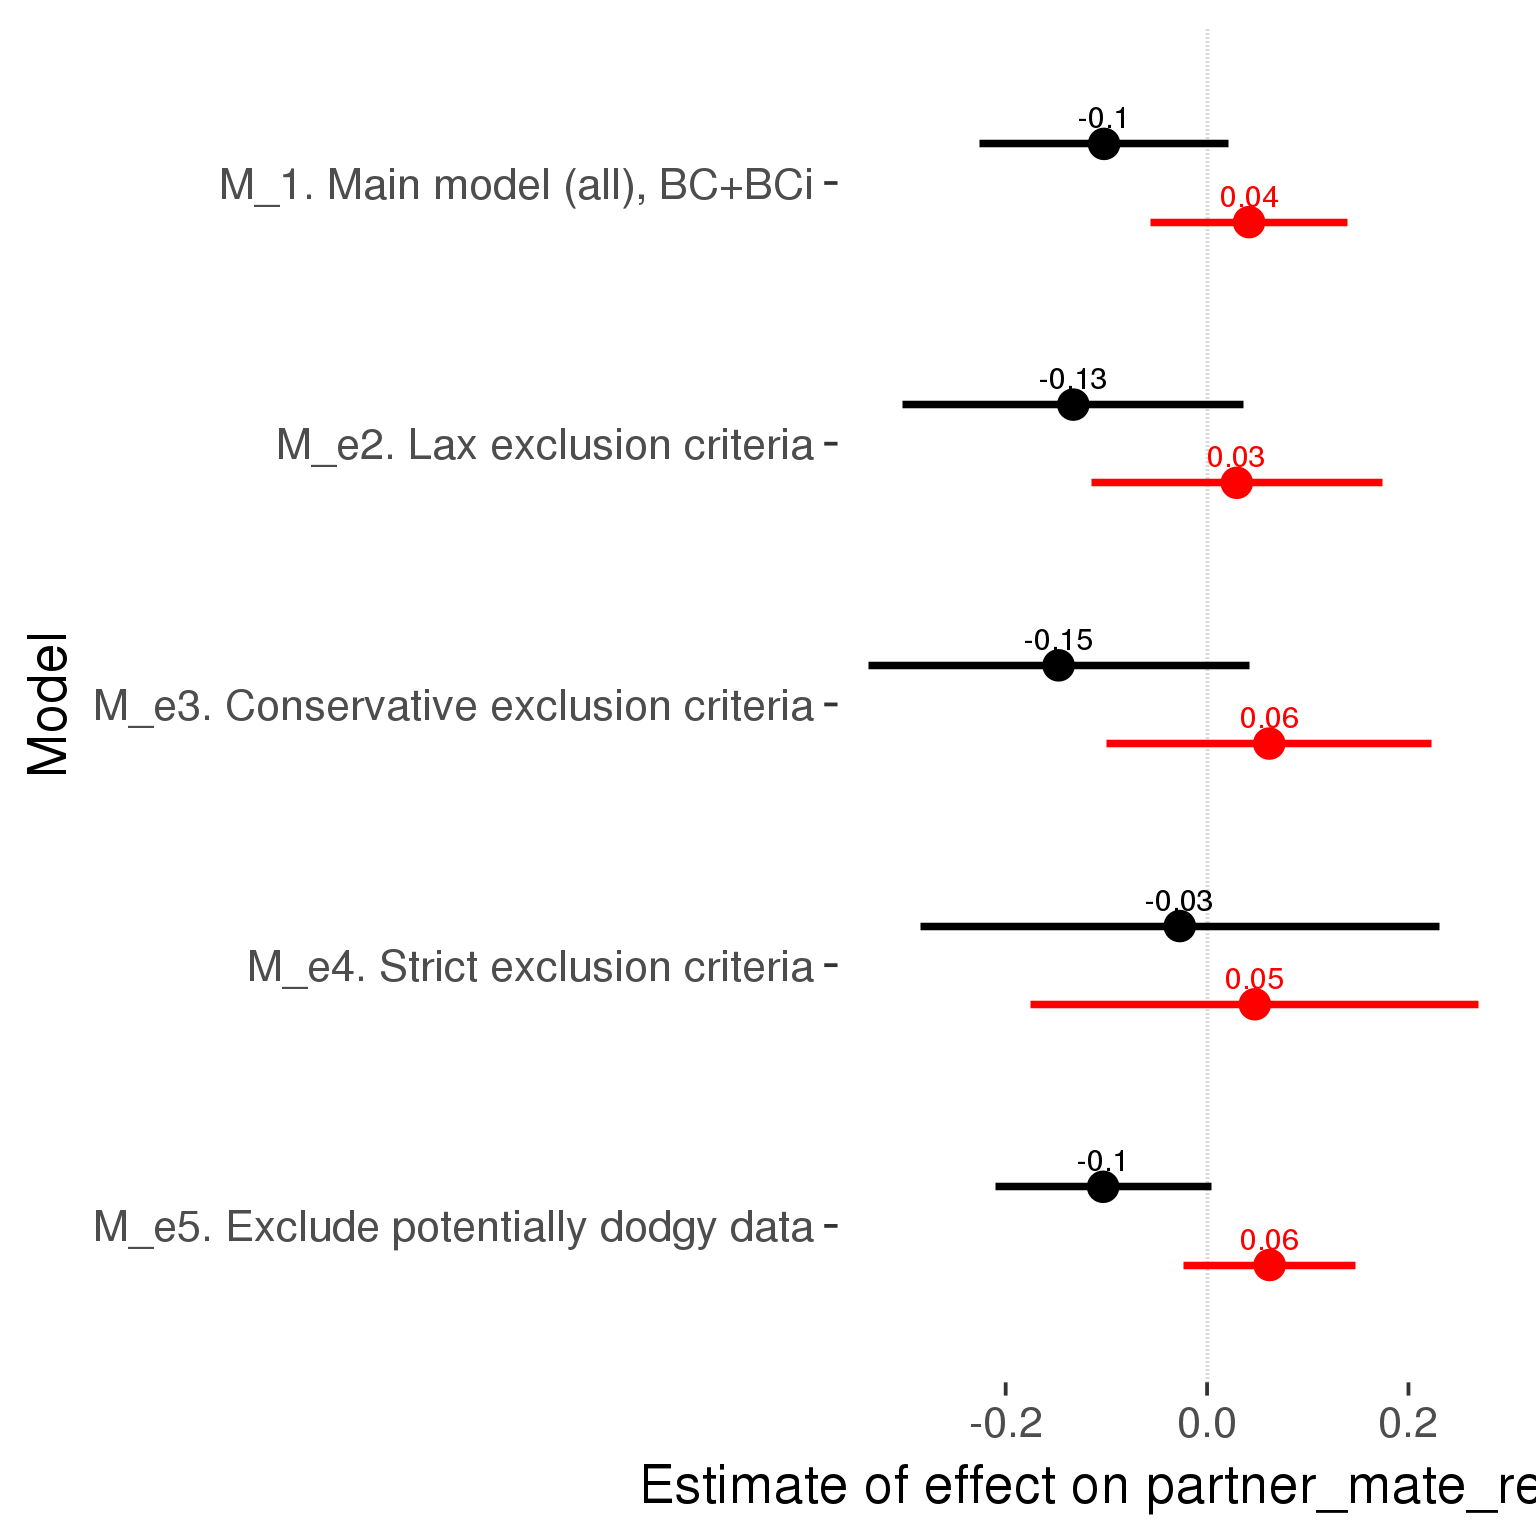 -0.1
M_1. Main model (all), BC+BCi
0.04
-0.13
M_e2. Lax exclusion criteria
0.03
-0.15
M_e3. Conservative exclusion criteria
0.06
Model
-0.03
M_e4. Strict exclusion criteria
0.05
-0.1
M_e5. Exclude potentially dodgy data
0.06
-0.2 0.0 0.2
Estimate of effect on partner_mate_re